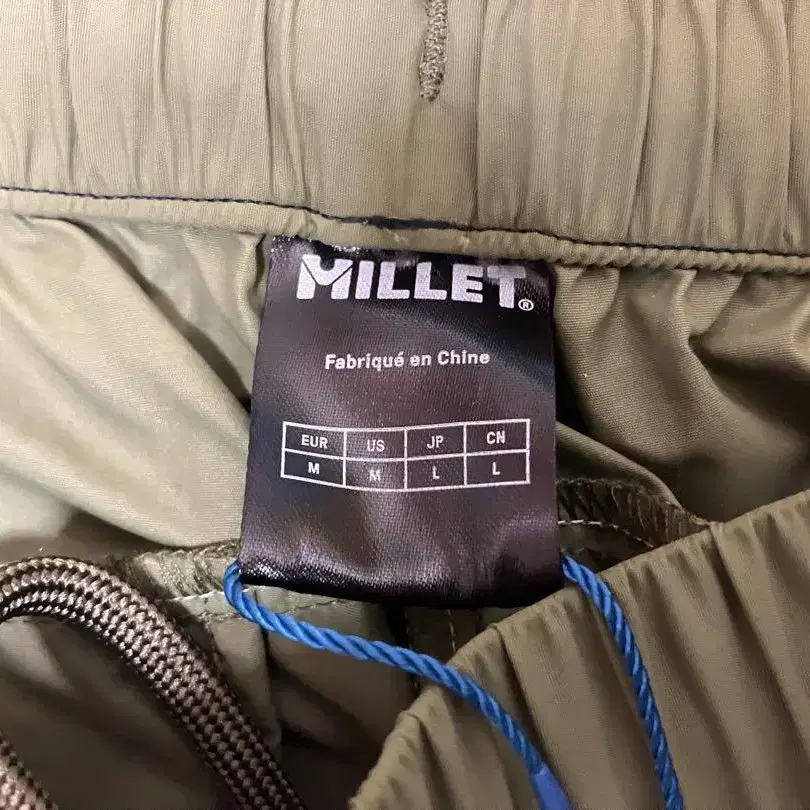 MILLET®
Fabriqué en Chine
EUR US JP CN
M M L L